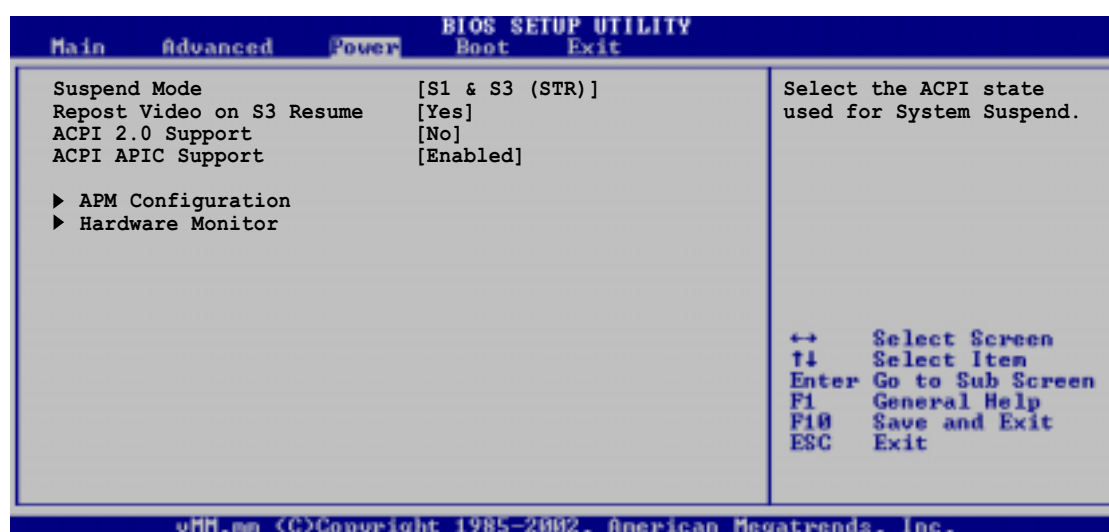 BIOS SETUP UTILITY
Main Advanced Power Boot Exit
Suspend Mode [S1 & S3 (STR)]
Repost Video on S3 Resume [Yes]
ACPI 2.0 Support [No]
ACPI APIC Support [Enabled]
▶ APM Configuration
▶ Hardware Monitor
Select the ACPI state
used for System Suspend.
↔ Select Screen
↑↓ Select Item
Enter Go to Sub Screen
F1 General Help
F10 Save and Exit
ESC Exit
vMM.mm (C)Copyright 1985-2002, American Megatrends, Inc.